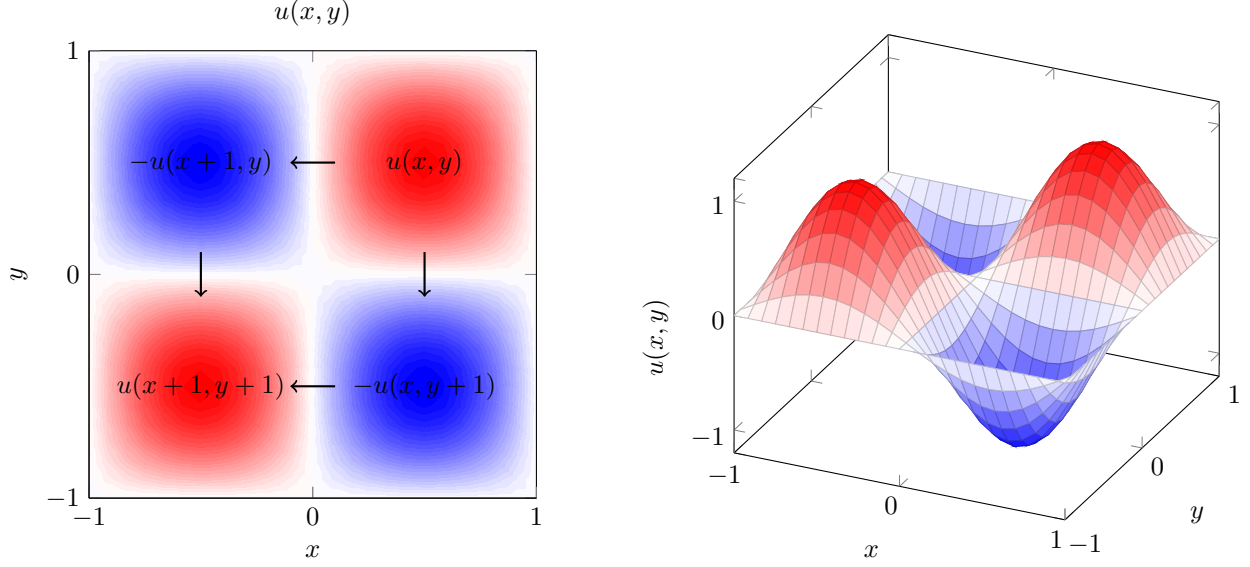 u(x, y)
1
−u(x + 1, y)
u(x, y)
y
0
u(x + 1, y + 1)
−u(x, y + 1)
−1
−1
0
1
x
1
u(x, y)
0
−1
−1
0
1
x
−1
0
1
y